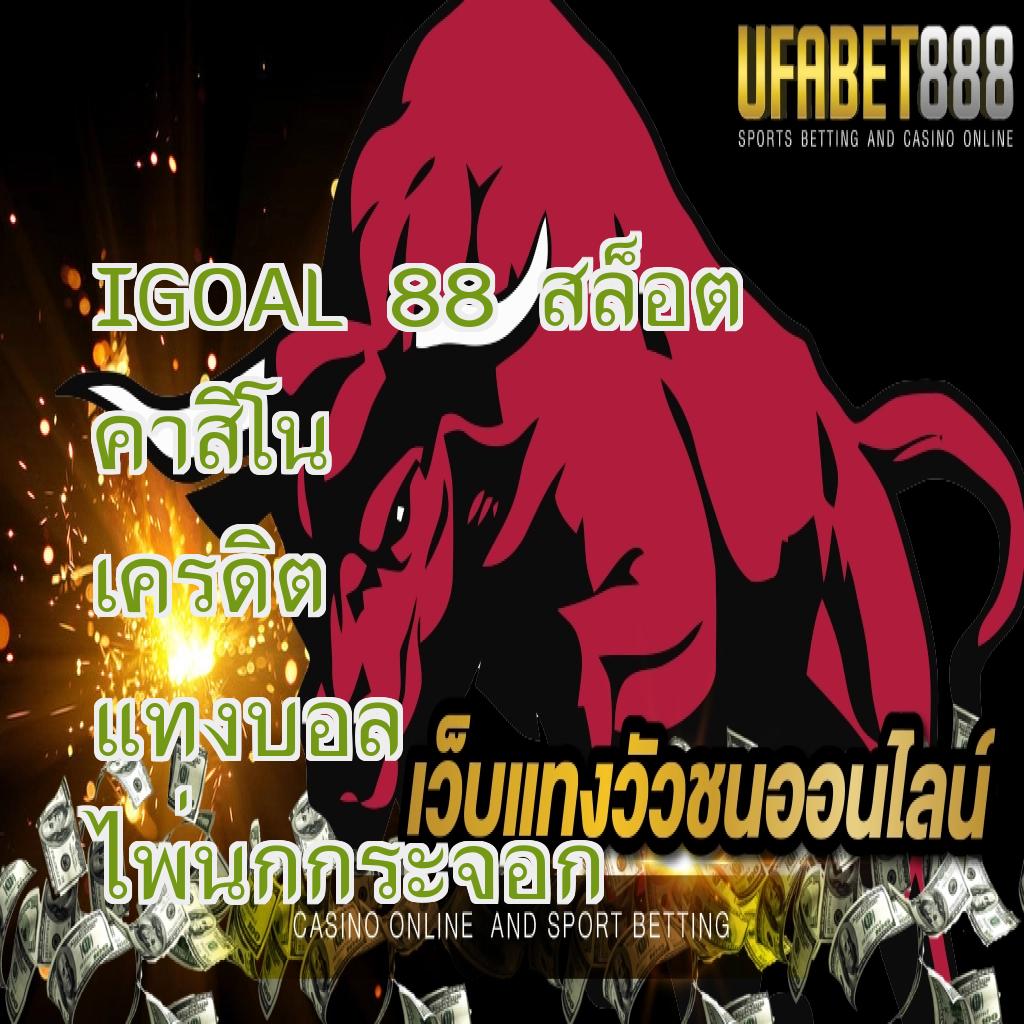 UFABET888
SPORTS BETTING AND CASINO ONLINE
IGOAL 88 สล็อต
คาสิโน
เครดิต
แทงบอล
เว็บแทงวัวชนออนไลน์
ไพ่นกกระจอก
CASINO ONLINE AND SPORT BETTING